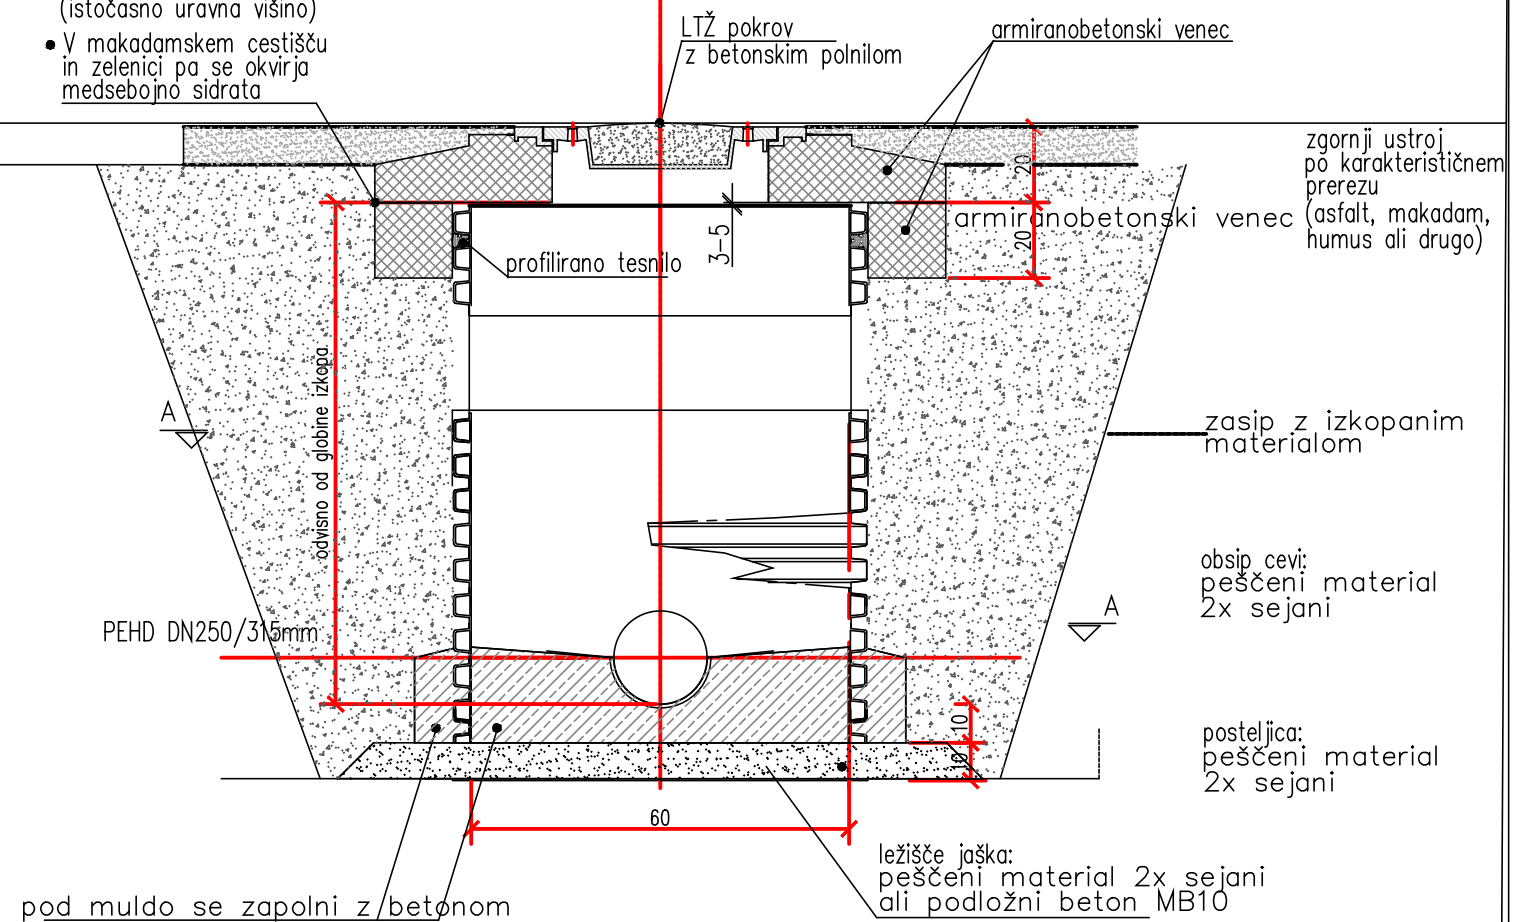 (istočasno uravna višino)
• V makadamskem cestišču
in zelenici pa se okvirja
medsebojno sidrata
LTŽ pokrov
z betonskim polnilom
armiranobetonski venec
zgornji ustroj
po karakterističnem
prerezu
(asfalt, makadam,
humus ali drugo)
20
armiranobetonski venec
20
3-5
profilirano tesnilo
odvisno od globine izkopa
A
zasip z izkopanim
materialom
obsip cevi:
peščeni material
2x sejani
A
PEHD DN250/315mm
10
10
posteljica:
peščeni material
2x sejani
60
ležišče jaška:
peščeni material 2x sejani
ali podložni beton MB10
pod muldo se zapolni z betonom